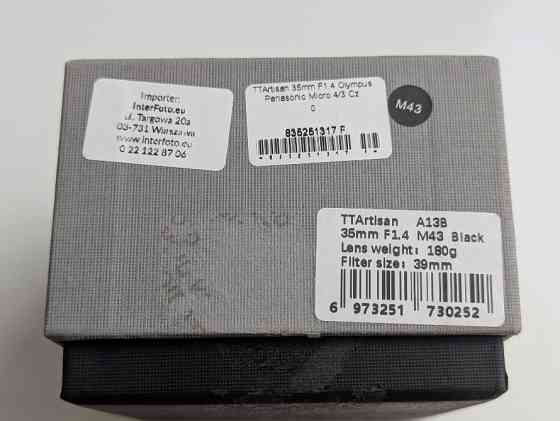 Importer:
InterFoto.eu
ul. Targowa 20a
03-731 Warszawa
www.interfoto.eu
0 22 122 87 06
TTArtisan 35mm F1.4 Olympus
Panasonic Micro 4/3 Cz
835251317 F
M43
TTArtisan A13B
35mm F1.4 M43 Black
Lens weight: 180g
Filter size: 39mm
6 973251 730252